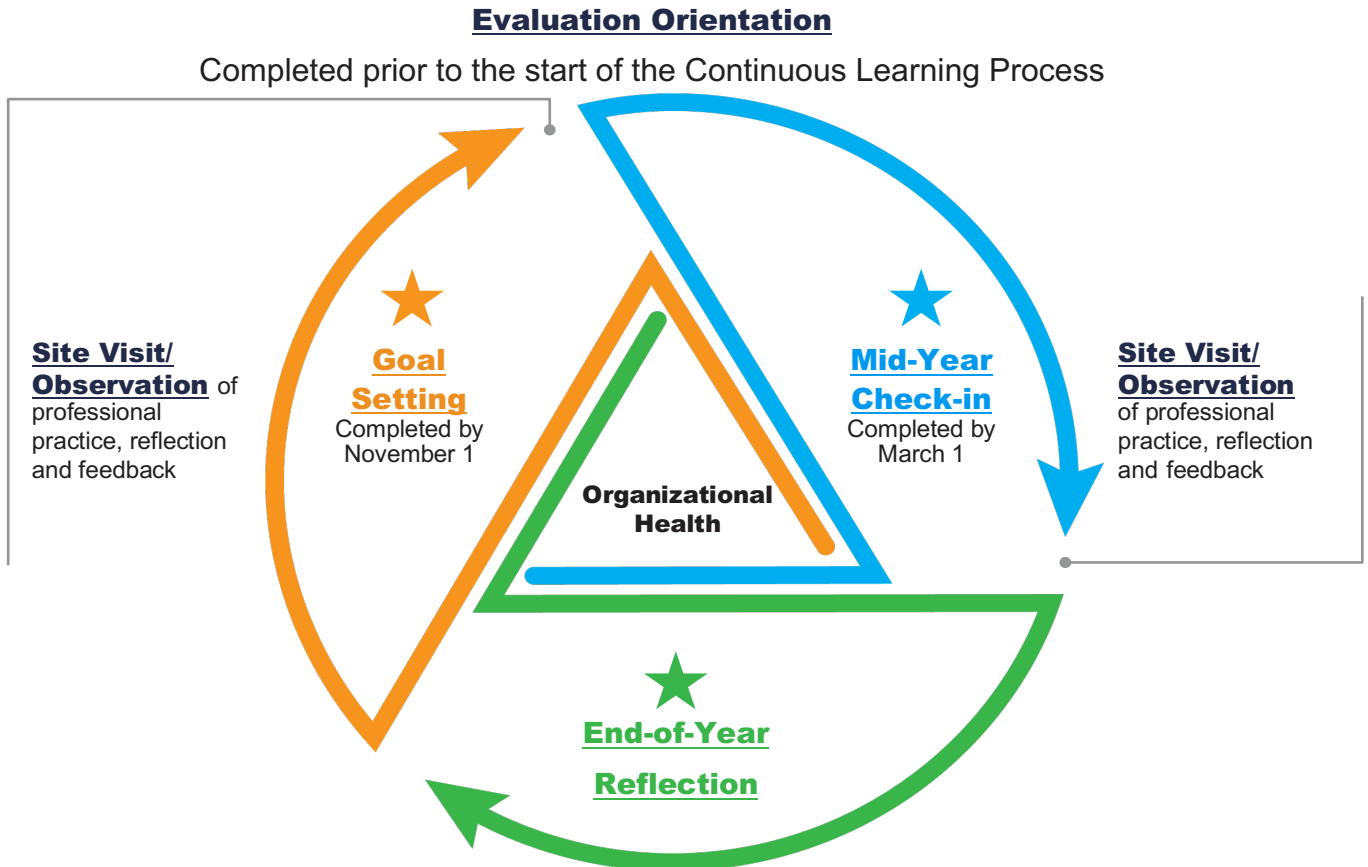 Evaluation Orientation
Completed prior to the start of the Continuous Learning Process
Site Visit/
Observation of
professional
practice, reflection
and feedback
Goal
Setting
Completed by
November 1
Organizational
Health
Mid-Year
Check-in
Completed by
March 1
Site Visit/
Observation
of professional
practice, reflection
and feedback
End-of-Year
Reflection